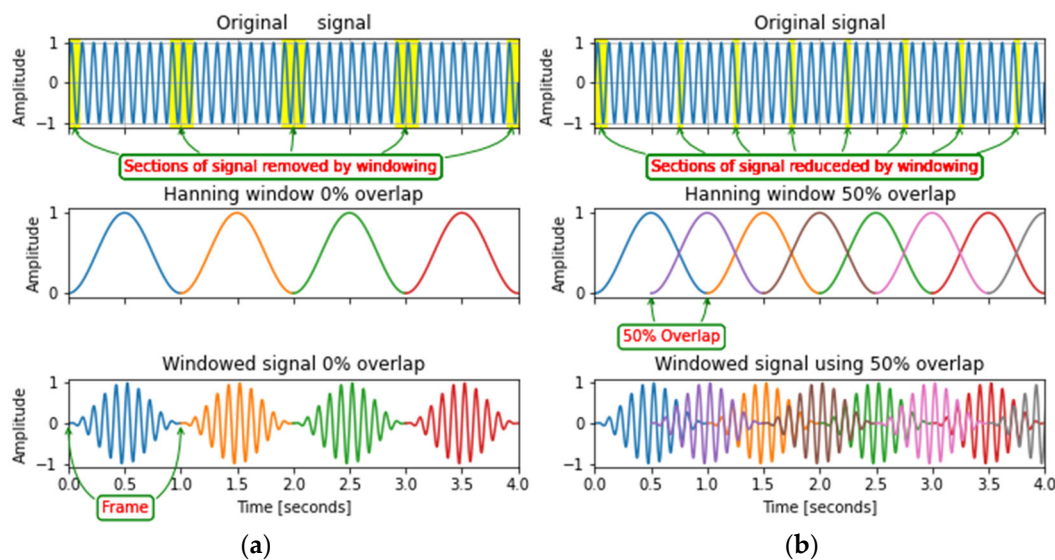 Original signal
Amplitude
1
0
−1
Sections of signal removed by windowing
Hanning window 0% overlap
Amplitude
1
0
Windowed signal 0% overlap
Amplitude
1
0
−1
0.0 0.5 1.0 1.5 2.0 2.5 3.0 3.5 4.0
Frame
Time [seconds]
(a)
Original signal
Amplitude
1
0
−1
Sections of signal reduceded by windowing
Hanning window 50% overlap
Amplitude
1
0
50% Overlap
Windowed signal using 50% overlap
Amplitude
1
0
−1
0.0 0.5 1.0 1.5 2.0 2.5 3.0 3.5 4.0
Time [seconds]
(b)